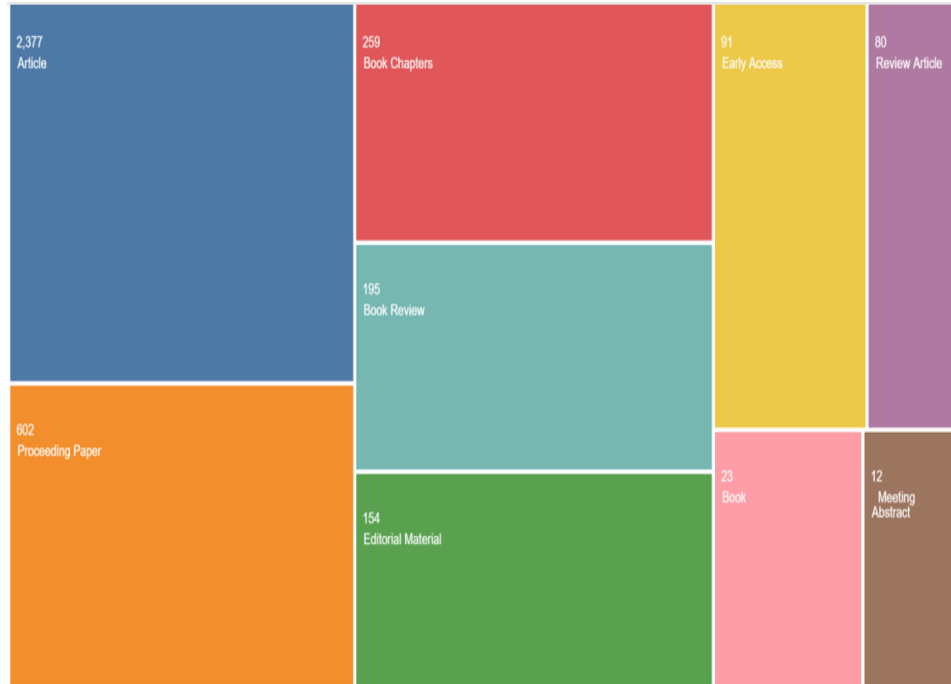 2,377
Article
259
Book Chapters
91
Early Access
80
Review Article
195
Book Review
602
Proceeding Paper
154
Editorial Material
23
Book
12
Meeting
Abstract